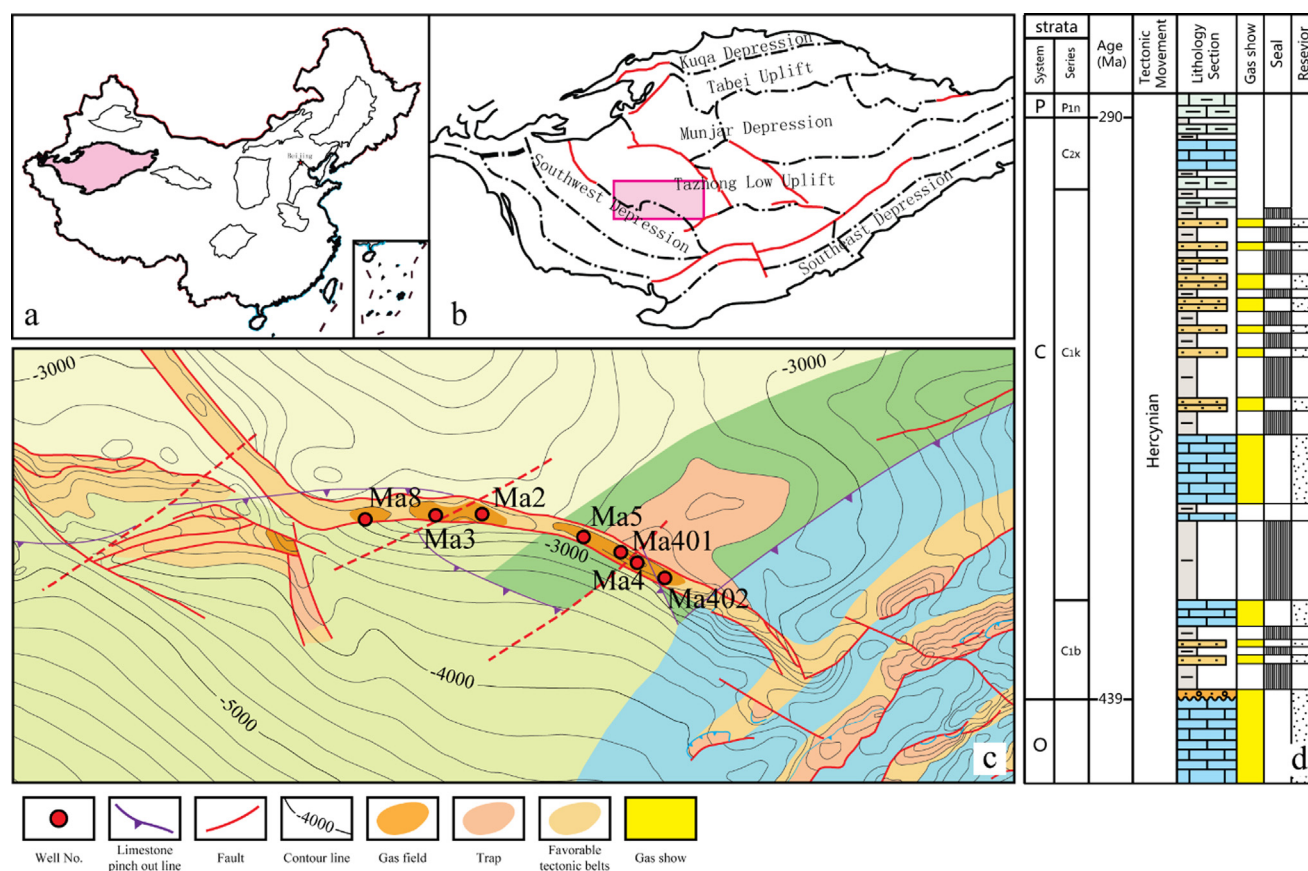 Beijing
a
Kuqa Depression
Tabei Uplift
Munjar Depression
Tazhong Low Uplift
Southwest Depression
Southeast Depression
b
strata
System
Series
Age
(Ma)
Tectonic
Movement
Lithology
Section
Gas show
Seal
Resevior
P
P1n
290
C2x
C
C1k
Hercynian
C1b
439
O
d
-3000
-3000
Ma8
Ma2
Ma3
Ma5
-3000
Ma401
Ma4
Ma402
-4000
-5000
c
-4000
Well No.
Limestone
pinch out line
Fault
Contour line
Gas field
Trap
Favorable
tectonic belts
Gas show